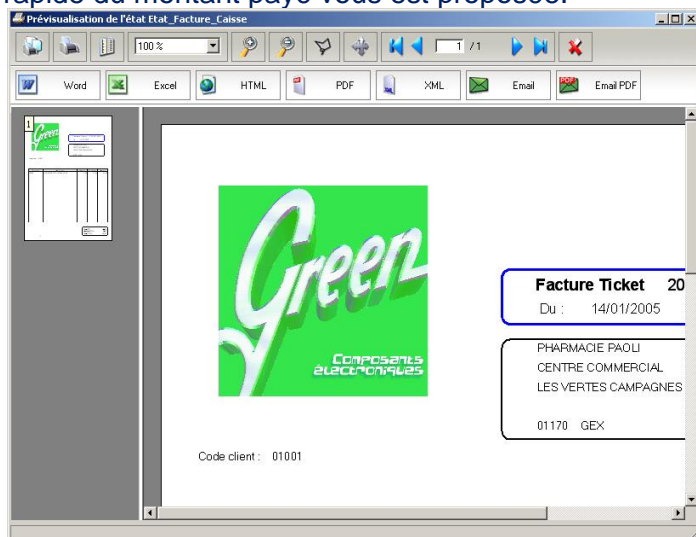 rapide du montant payé vous est proposée.
Prévisualisation de l'état Etat_Facture_Caisse
100 %
1 / 1
Word Excel HTML PDF XML Email Email PDF
1
Green
Composants
électroniques
Facture Ticket 20
Du : 14/01/2005
PHARMACIE PAOLI
CENTRE COMMERCIAL
LES VERTES CAMPAGNES
01170 GEX
Code client : 01001